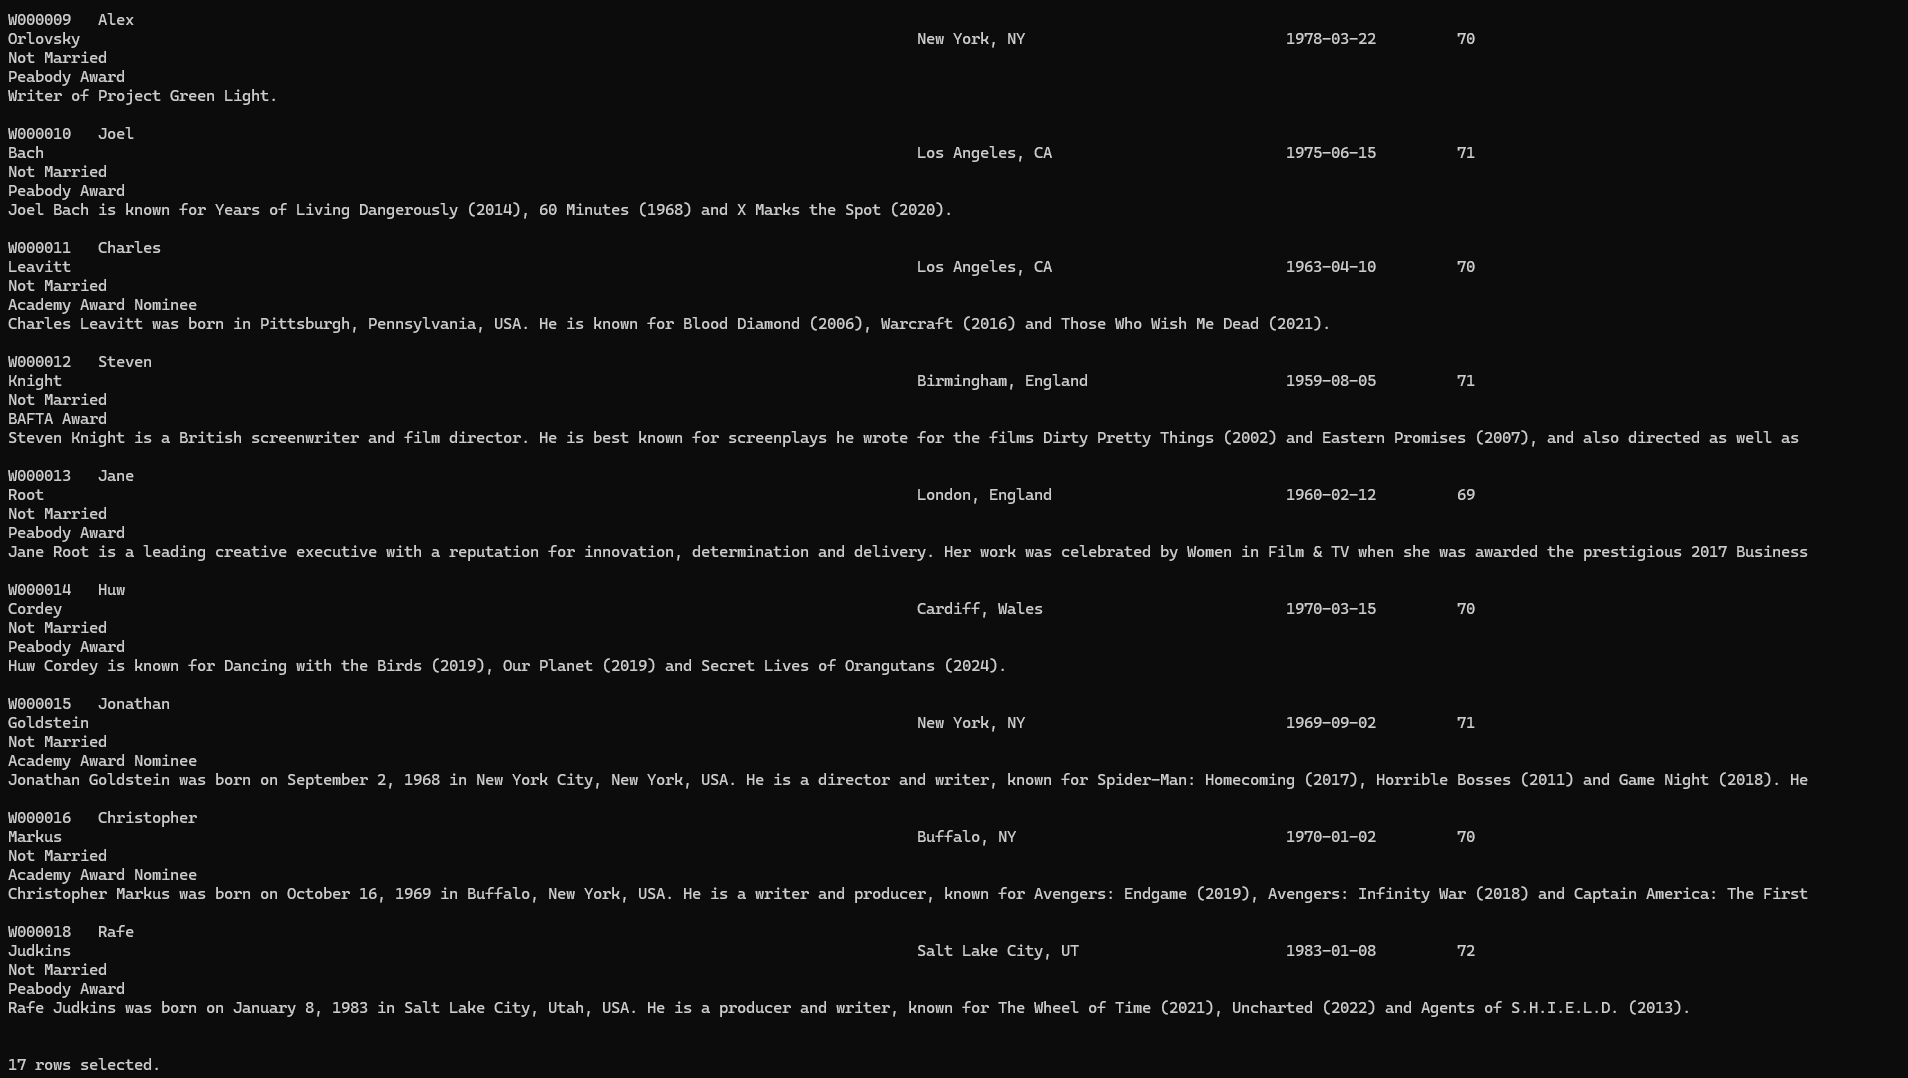 W000009   Alex
Orlovsky   New York, NY   1978-03-22   70
Not Married
Peabody Award
Writer of Project Green Light.
W000010   Joel
Bach   Los Angeles, CA   1975-06-15   71
Not Married
Peabody Award
Joel Bach is known for Years of Living Dangerously (2014), 60 Minutes (1968) and X Marks the Spot (2020).
W000011   Charles
Leavitt   Los Angeles, CA   1963-04-10   70
Not Married
Academy Award Nominee
Charles Leavitt was born in Pittsburgh, Pennsylvania, USA. He is known for Blood Diamond (2006), Warcraft (2016) and Those Who Wish Me Dead (2021).
W000012   Steven
Knight   Birmingham, England   1959-08-05   71
Not Married
BAFTA Award
Steven Knight is a British screenwriter and film director. He is best known for screenplays he wrote for the films Dirty Pretty Things (2002) and Eastern Promises (2007), and also directed as well as
W000013   Jane
Root   London, England   1960-02-12   69
Not Married
Peabody Award
Jane Root is a leading creative executive with a reputation for innovation, determination and delivery. Her work was celebrated by Women in Film & TV when she was awarded the prestigious 2017 Business
W000014   Huw
Cordey   Cardiff, Wales   1970-03-15   70
Not Married
Peabody Award
Huw Cordey is known for Dancing with the Birds (2019), Our Planet (2019) and Secret Lives of Orangutans (2024).
W000015   Jonathan
Goldstein   New York, NY   1969-09-02   71
Not Married
Academy Award Nominee
Jonathan Goldstein was born on September 2, 1968 in New York City, New York, USA. He is a director and writer, known for Spider-Man: Homecoming (2017), Horrible Bosses (2011) and Game Night (2018). He
W000016   Christopher
Markus   Buffalo, NY   1970-01-02   70
Not Married
Academy Award Nominee
Christopher Markus was born on October 16, 1969 in Buffalo, New York, USA. He is a writer and producer, known for Avengers: Endgame (2019), Avengers: Infinity War (2018) and Captain America: The First
W000018   Rafe
Judkins   Salt Lake City, UT   1983-01-08   72
Not Married
Peabody Award
Rafe Judkins was born on January 8, 1983 in Salt Lake City, Utah, USA. He is a producer and writer, known for The Wheel of Time (2021), Uncharted (2022) and Agents of S.H.I.E.L.D. (2013).
17 rows selected.